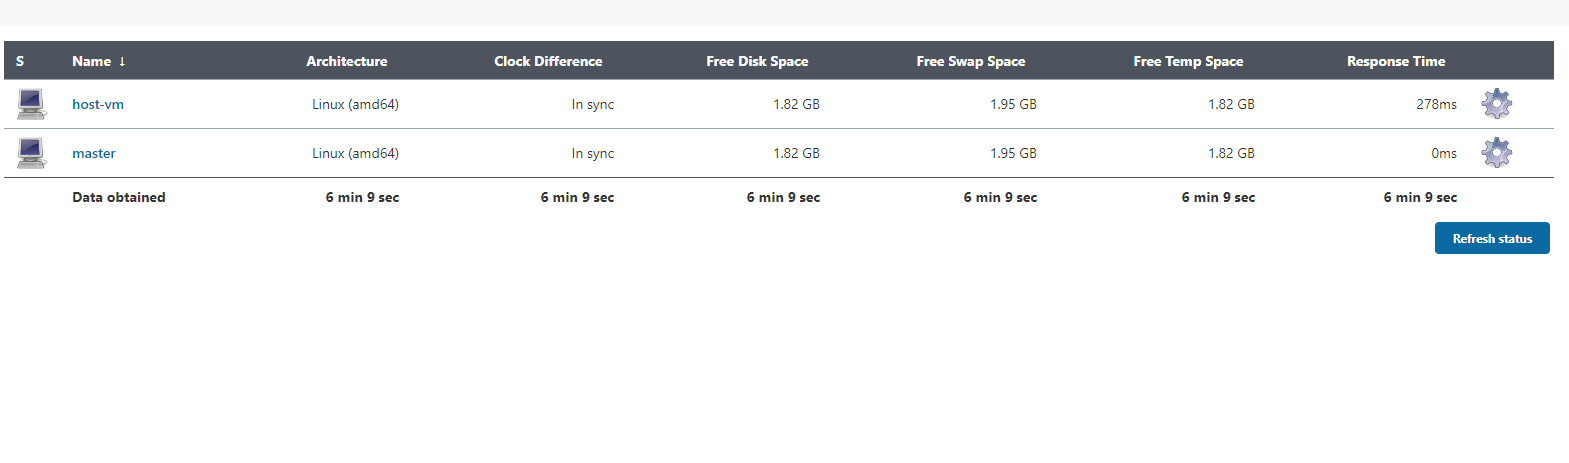 S Name ↓ Architecture Clock Difference Free Disk Space Free Swap Space Free Temp Space Response Time
host-vm Linux (amd64) In sync 1.82 GB 1.95 GB 1.82 GB 278ms
master Linux (amd64) In sync 1.82 GB 1.95 GB 1.82 GB 0ms
Data obtained 6 min 9 sec 6 min 9 sec 6 min 9 sec 6 min 9 sec 6 min 9 sec 6 min 9 sec
Refresh status